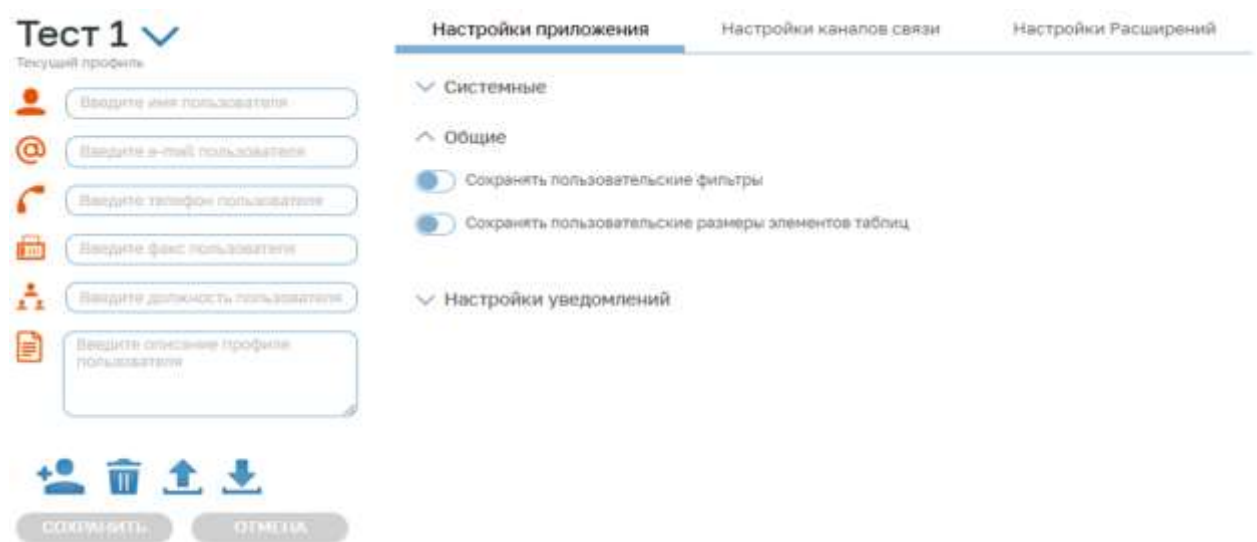 Тест 1
Текущий профиль
Введите имя пользователя
Введите e-mail пользователя
Введите телефон пользователя
Введите факс пользователя
Введите должность пользователя
Введите описание профиля
пользователя
СОХРАНИТЬ
ОТМЕНА
Настройки приложения
Настройки каналов связи
Настройки Расширений
Системные
Общие
Сохранять пользовательские фильтры
Сохранять пользовательские размеры элементов таблиц
Настройки уведомлений